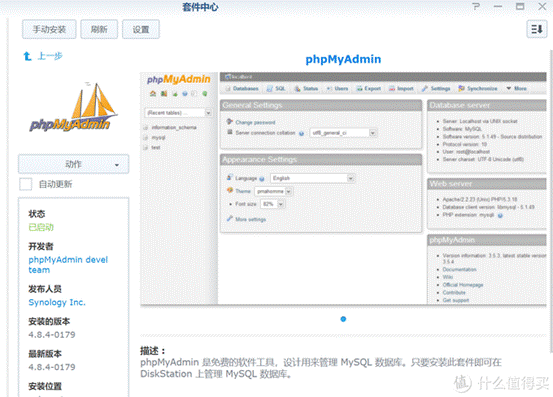 套件中心
手动安装
刷新
设置
上一步
phpMyAdmin
phpMyAdmin
phpMyAdmin
localhost
Databases
SQL
Status
Users
Export
Import
Settings
Synchronize
More
(Recent tables) ...
information_schema
mysql
test
General Settings
Change password
Server connection collation
utf8_general_ci
Appearance Settings
Language
English
Theme:
pmahomme
Font size:
82%
More settings
Database server
Server: Localhost via UNIX socket
Software: MySQL
Software version: 5.1.49 - Source distribution
Protocol version: 10
User: root@localhost
Server charset: UTF-8 Unicode (utf8)
Web server
Apache/2.2.23 (Unix) PHP/5.3.18
Database client version: libmysql - 5.1.49
PHP extension: mysqli
phpMyAdmin
Version information: 3.5.3, latest stable version:
3.5.4
Documentation
Wiki
Official Homepage
Contribute
Get support
动作
自动更新
状态
已启动
开发者
phpMyAdmin devel
team
发布人员
Synology Inc.
安装的版本
4.8.4-0179
最新版本
4.8.4-0179
安装位置
描述：
phpMyAdmin 是免费的软件工具，设计用来管理 MySQL 数据库。只要安装此套件即可在
DiskStation 上管理 MySQL 数据库。
值 什么值得买